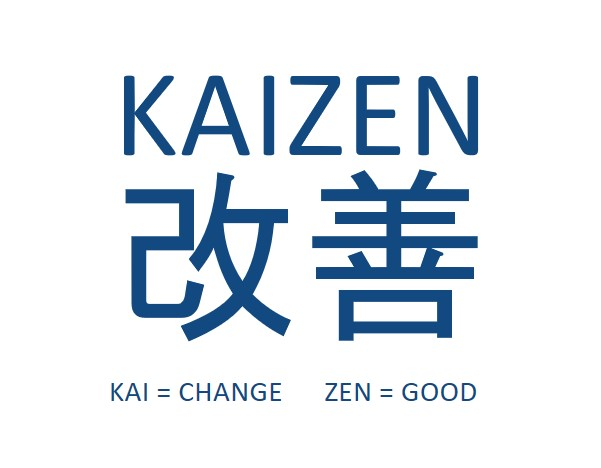 KAIZEN
改善
KAI = CHANGE ZEN = GOOD